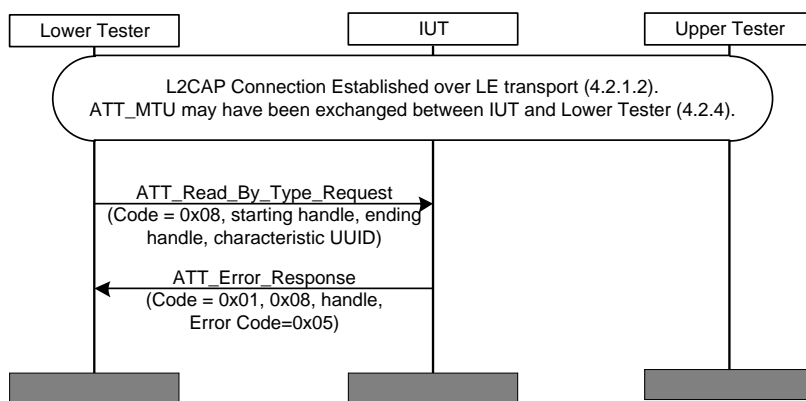 Lower Tester
IUT
Upper Tester
L2CAP Connection Established over LE transport (4.2.1.2).
ATT_MTU may have been exchanged between IUT and Lower Tester (4.2.4).
ATT_Read_By_Type_Request
(Code = 0x08, starting handle, ending
handle, characteristic UUID)
ATT_Error_Response
(Code = 0x01, 0x08, handle,
Error Code=0x05)